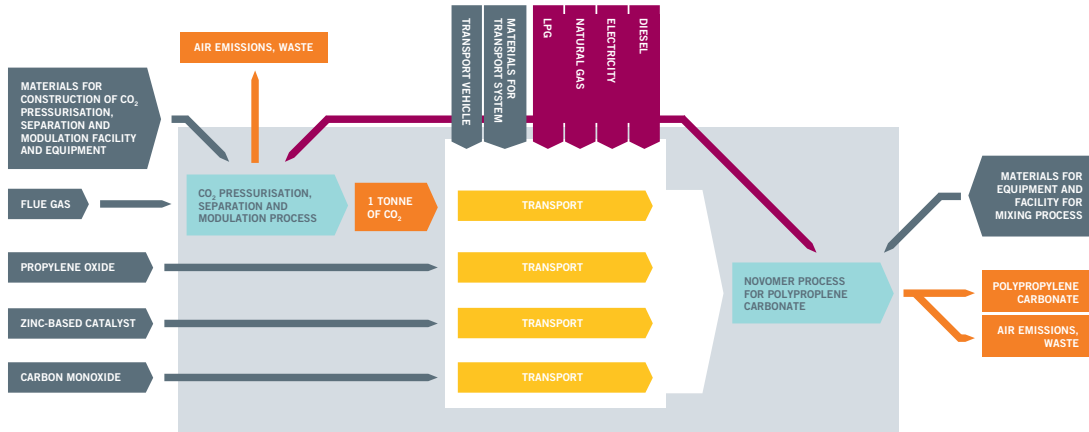 AIR EMISSIONS, WASTE
TRANSPORT VEHICLE
MATERIALS FOR
TRANSPORT SYSTEM
LPG
NATURAL GAS
ELECTRICITY
DIESEL
MATERIALS FOR
CONSTRUCTION OF CO₂
PRESSURISATION,
SEPARATION AND
MODULATION FACILITY
AND EQUIPMENT
FLUE GAS
CO₂ PRESSURISATION,
SEPARATION AND
MODULATION PROCESS
1 TONNE
OF CO₂
TRANSPORT
MATERIALS FOR
EQUIPMENT AND
FACILITY FOR
MIXING PROCESS
PROPYLENE OXIDE
TRANSPORT
NOVOMER PROCESS
FOR POLYPROPLENE
CARBONATE
POLYPROPYLENE
CARBONATE
AIR EMISSIONS,
WASTE
ZINC-BASED CATALYST
TRANSPORT
CARBON MONOXIDE
TRANSPORT